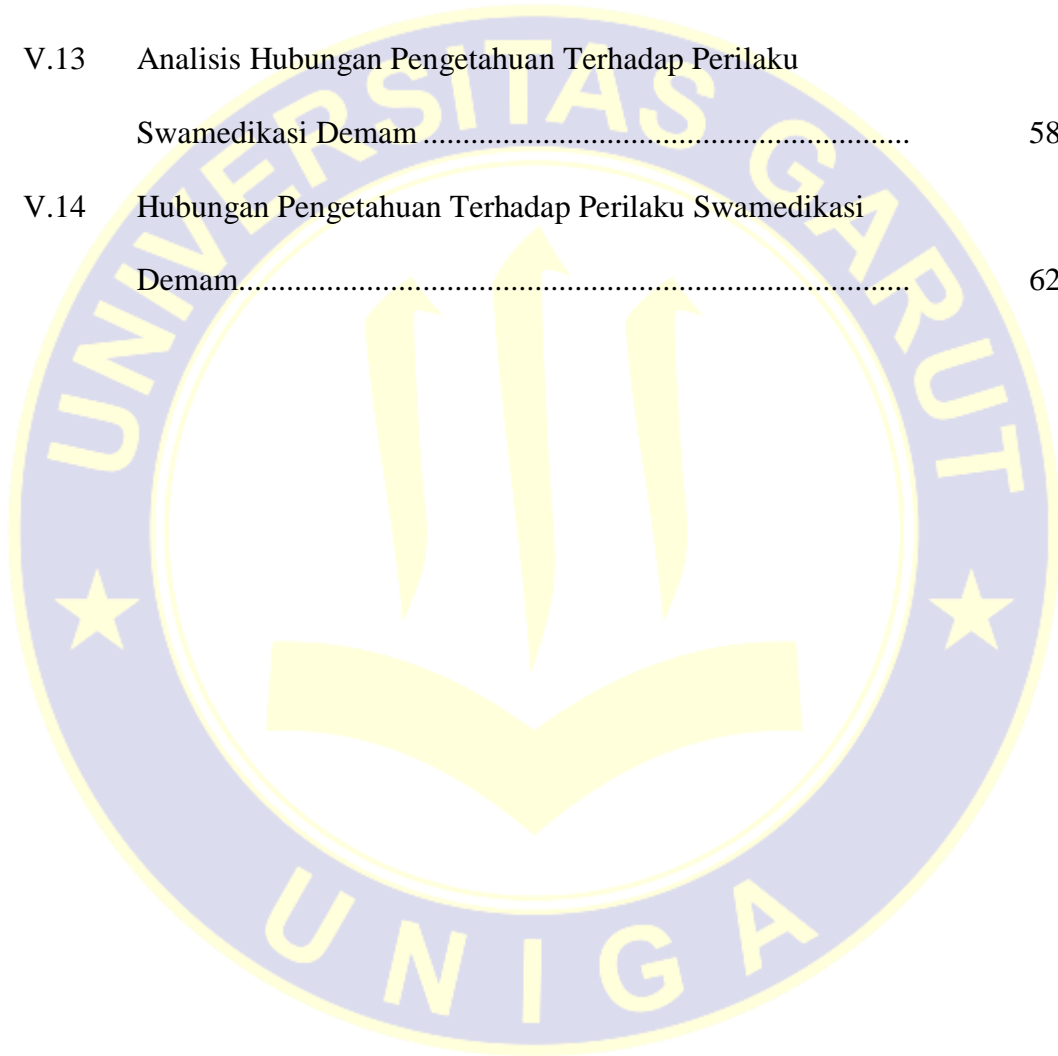 V.13 Analisis Hubungan Pengetahuan Terhadap Perilaku
Swamedikasi Demam ............................................................ 58
V.14 Hubungan Pengetahuan Terhadap Perilaku Swamedikasi
Demam................................................................................... 62
UNIVERSITAS GARUT
UNIGA